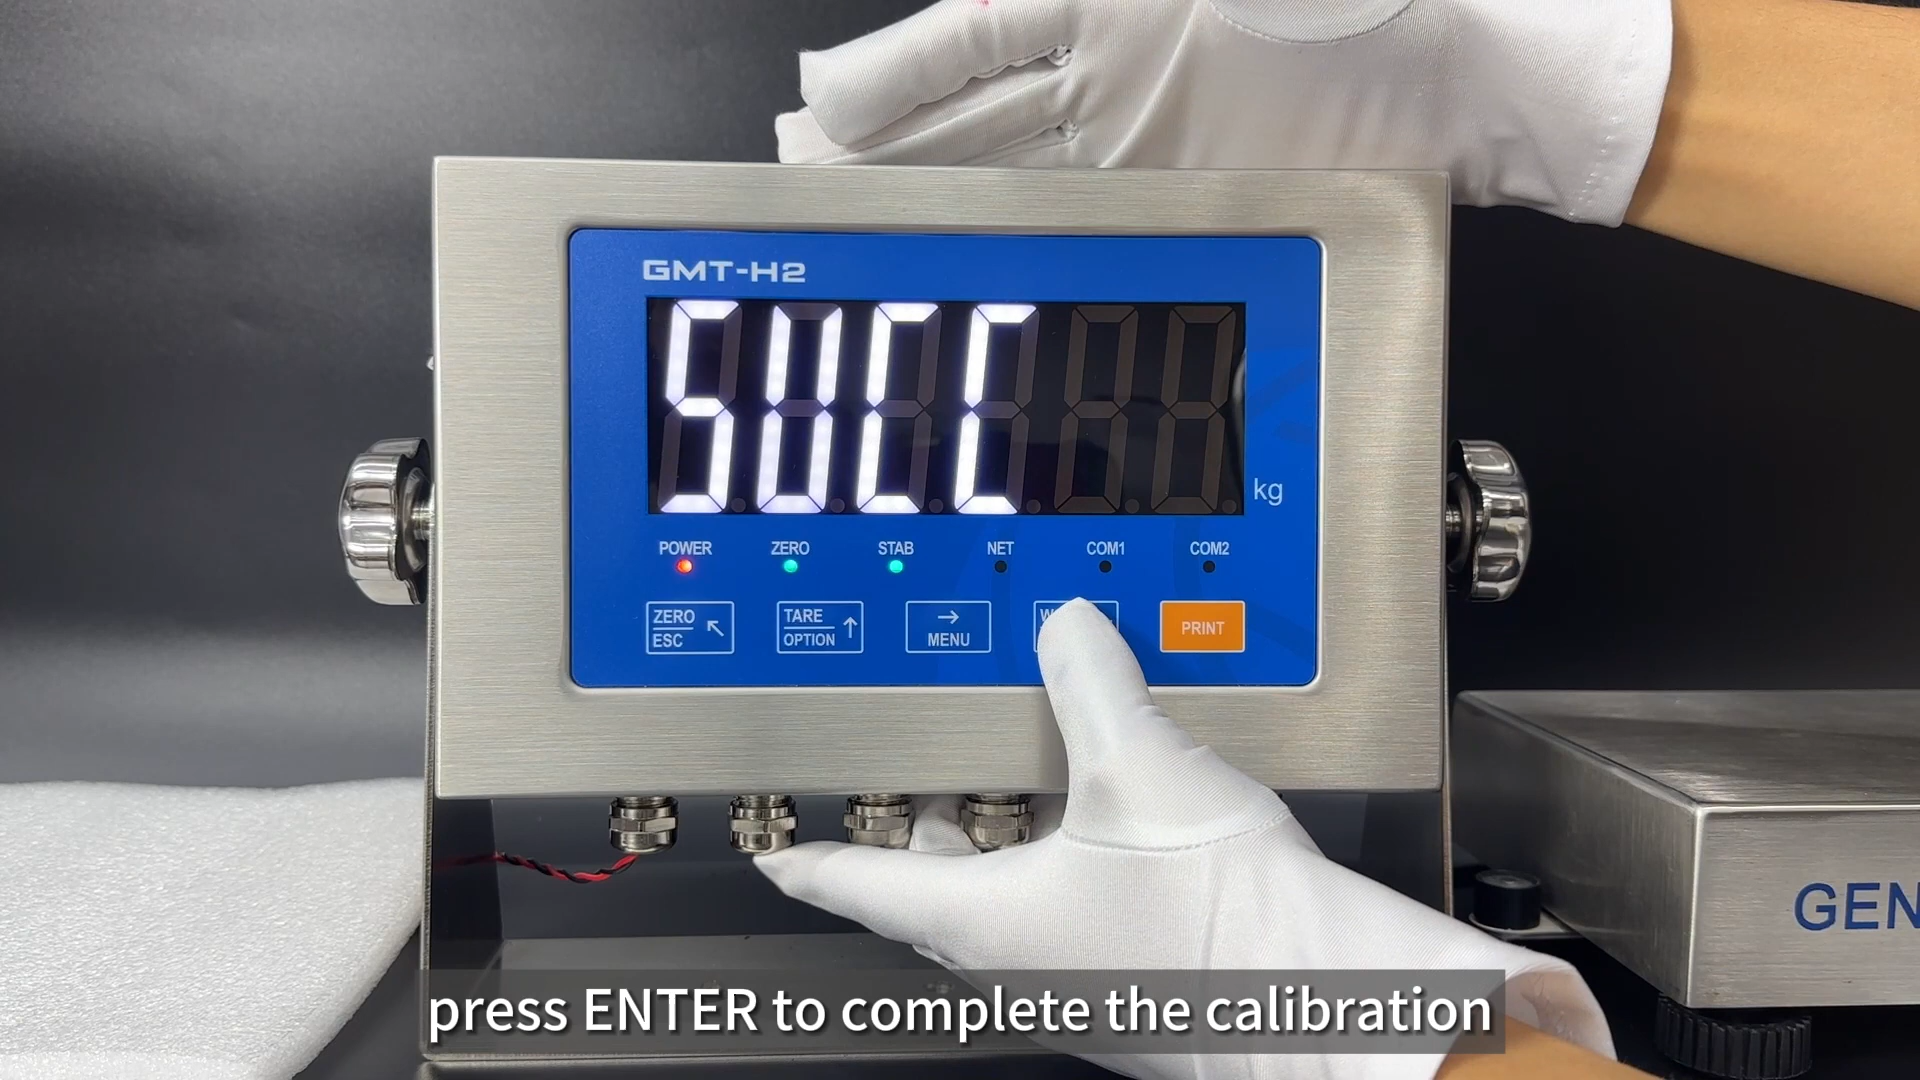 GMT-H2
SUCC
kg
POWER ZERO STAB NET COM1 COM2
ZERO TARE → W
ESC OPTION MENU PRINT
GEN
press ENTER to complete the calibration